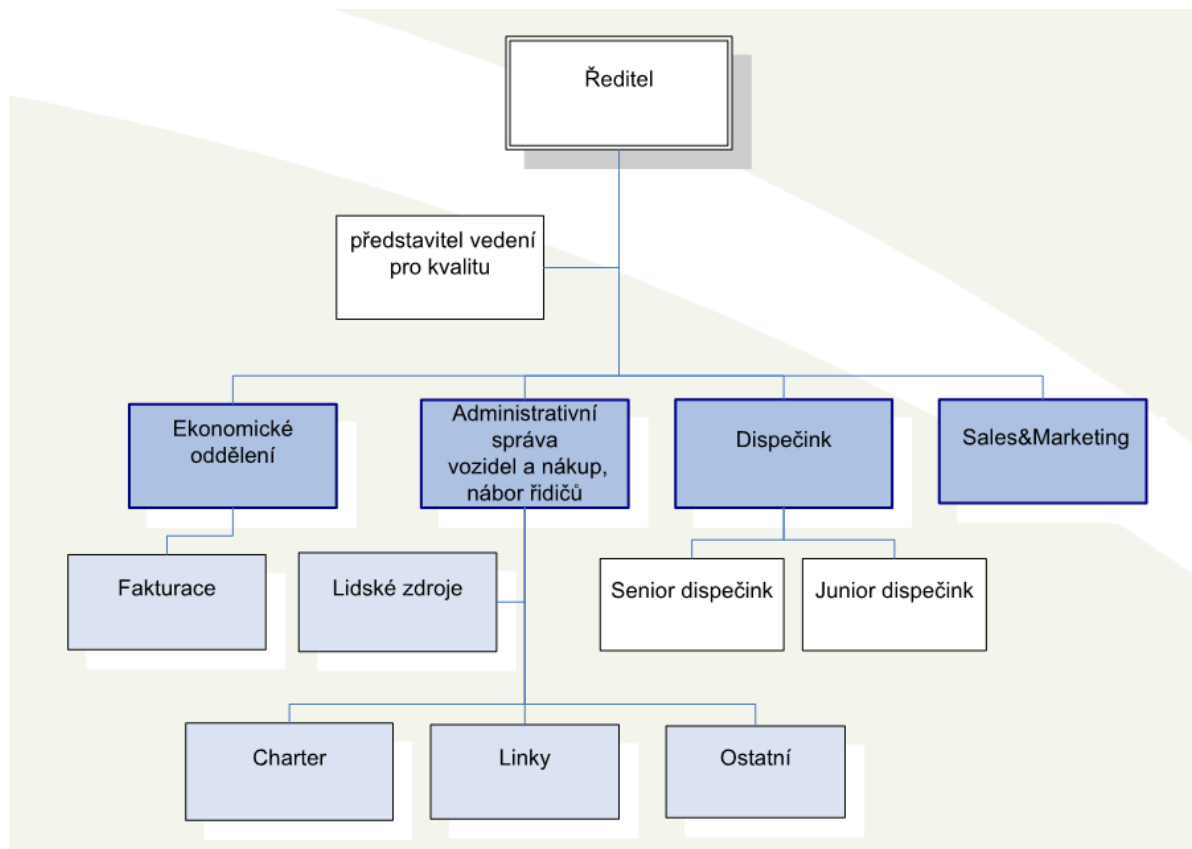 Ředitel
představitel vedení
pro kvalitu
Ekonomické
oddělení
Administrativní
správa
vozidel a nákup,
nábor řidičů
Dispečink
Sales&Marketing
Fakturace
Lidské zdroje
Senior dispečink
Junior dispečink
Charter
Linky
Ostatní